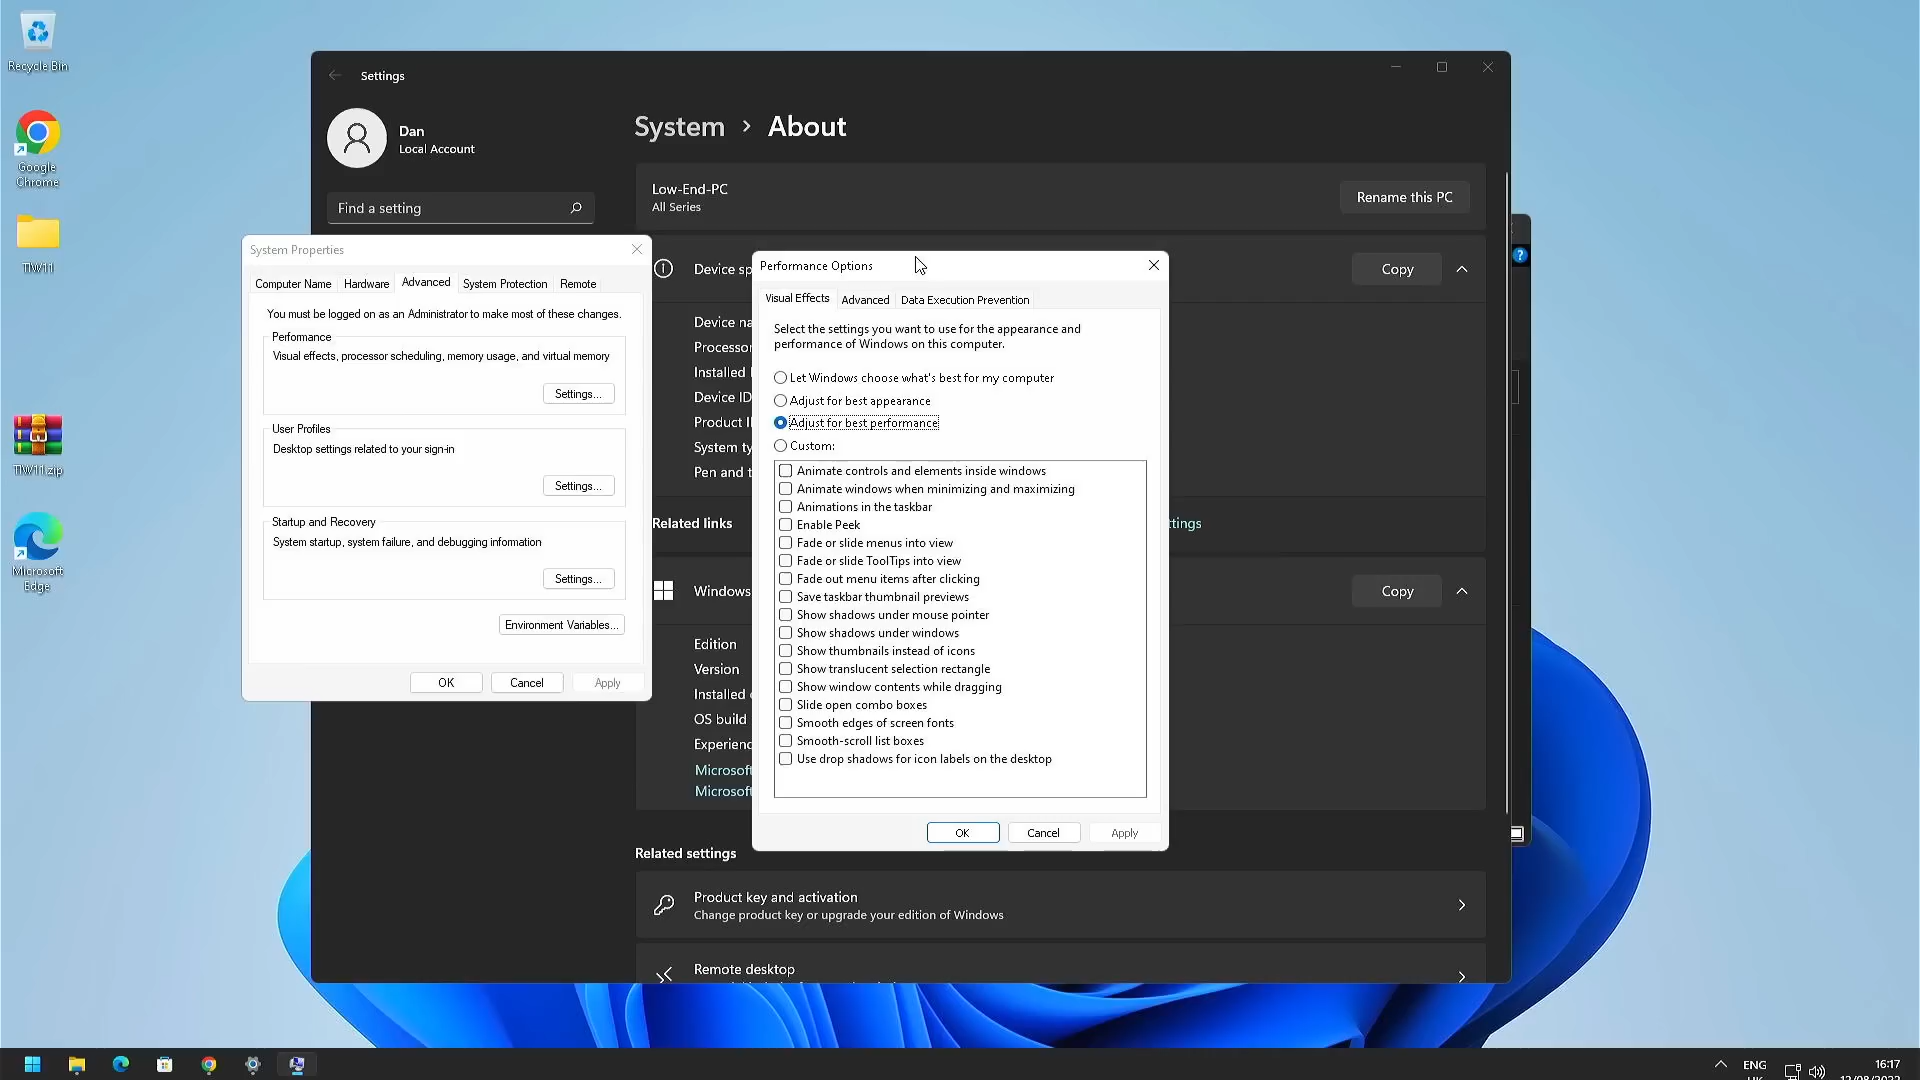 Recycle Bin
Google
Chrome
TIW11
TIW11.zip
Microsoft
Edge
Settings
Dan
Local Account
Find a setting
System > About
Low-End-PC
All Series
Rename this PC
Device sp
Copy
Device na
Processor
Installed
Device ID
Product I
System ty
Pen and t
Related links
ttings
Windows
Copy
Edition
Version
Installed
OS build
Experienc
Microsoft
Microsoft
Related settings
Product key and activation
Change product key or upgrade your edition of Windows
Remote desktop
System Properties
Computer Name
Hardware
Advanced
System Protection
Remote
You must be logged on as an Administrator to make most of these changes.
Performance
Visual effects, processor scheduling, memory usage, and virtual memory
Settings...
User Profiles
Desktop settings related to your sign-in
Settings...
Startup and Recovery
System startup, system failure, and debugging information
Settings...
Environment Variables...
OK
Cancel
Apply
Performance Options
Visual Effects
Advanced
Data Execution Prevention
Select the settings you want to use for the appearance and
performance of Windows on this computer.
Let Windows choose what's best for my computer
Adjust for best appearance
Adjust for best performance
Custom:
Animate controls and elements inside windows
Animate windows when minimizing and maximizing
Animations in the taskbar
Enable Peek
Fade or slide menus into view
Fade or slide ToolTips into view
Fade out menu items after clicking
Save taskbar thumbnail previews
Show shadows under mouse pointer
Show shadows under windows
Show thumbnails instead of icons
Show translucent selection rectangle
Show window contents while dragging
Slide open combo boxes
Smooth edges of screen fonts
Smooth-scroll list boxes
Use drop shadows for icon labels on the desktop
OK
Cancel
Apply
ENG
16:17